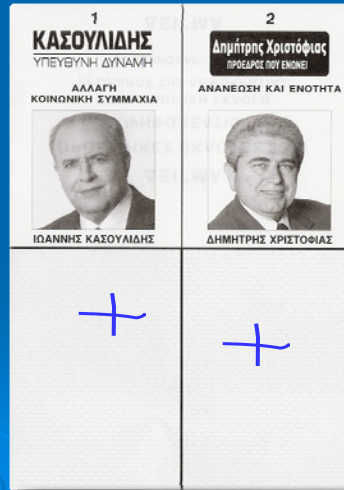 1
ΚΑΣΟΥΛΙΔΗΣ
ΥΠΕΥΘΥΝΗ ΔΥΝΑΜΗ
ΑΛΛΑΓΗ
ΚΟΙΝΩΝΙΚΗ ΣΥΜΜΑΧΙΑ
ΙΩΑΝΝΗΣ ΚΑΣΟΥΛΙΔΗΣ
2
Δημήτρης Χριστόφιας
ΠΡΟΕΔΡΟΣ ΠΟΥ ΕΝΩΝΕΙ
ΑΝΑΝΕΩΣΗ ΚΑΙ ΕΝΟΤΗΤΑ
ΔΗΜΗΤΡΗΣ ΧΡΙΣΤΟΦΙΑΣ